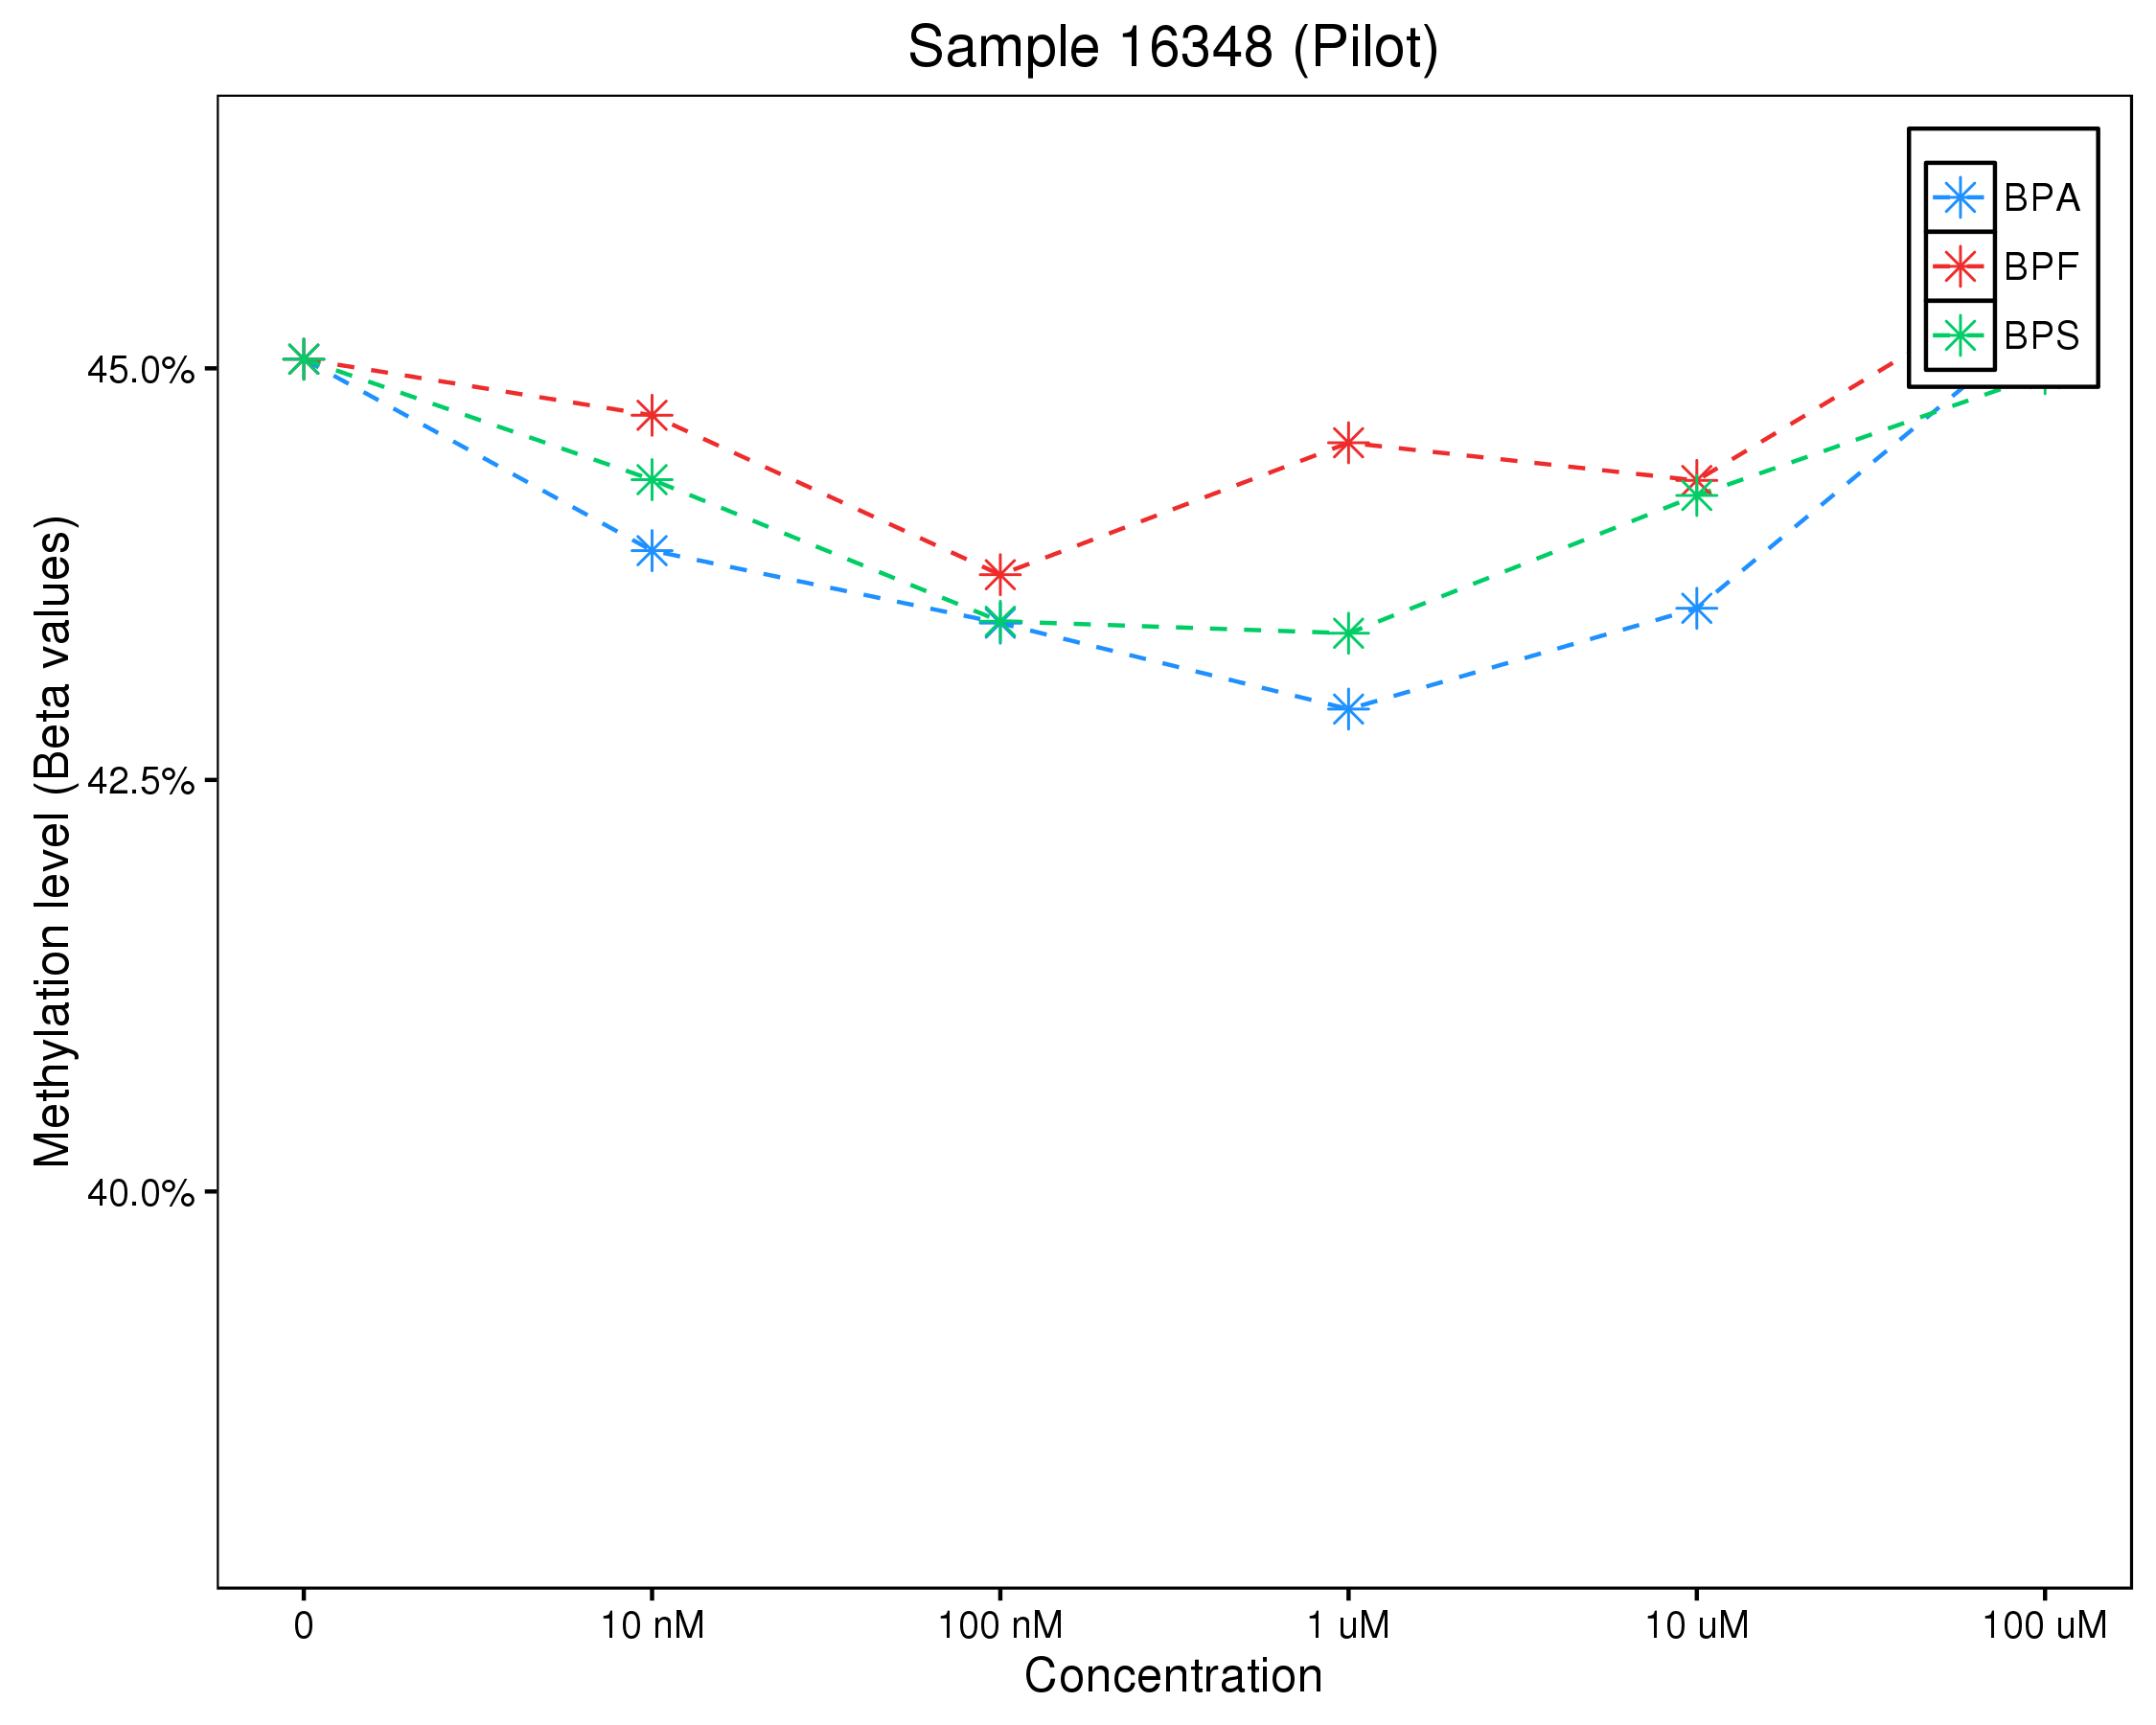 Sample 16348 (Pilot)
BPA
BPF
BPS
45.0%
42.5%
40.0%
Methylation level (Beta values)
0 10 nM 100 nM 1 uM 10 uM 100 uM
Concentration